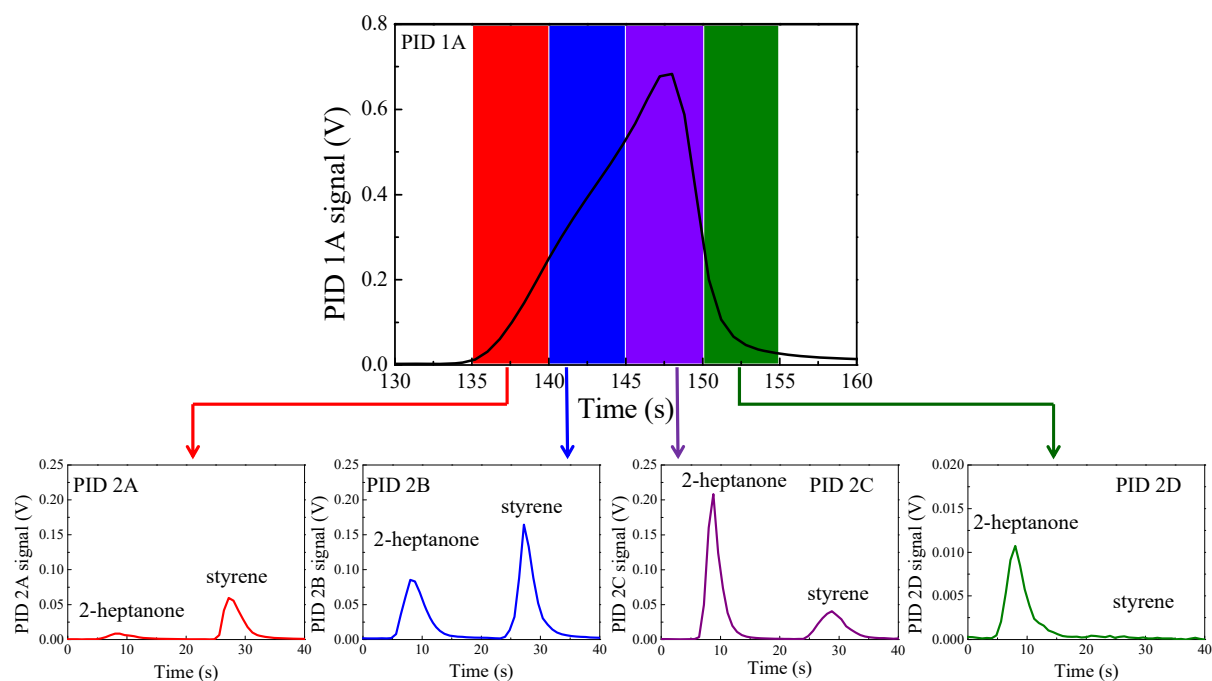 PID 1A
PID 1A signal (V)
0.8
0.6
0.4
0.2
0.0
130 135 140 145 150 155 160
Time (s)
PID 2A
PID 2A signal (V)
0.25
0.20
0.15
0.10
0.05
0.00
2-heptanone
styrene
0 10 20 30 40
Time (s)
PID 2B
PID 2B signal (V)
0.25
0.20
0.15
0.10
0.05
0.00
styrene
2-heptanone
0 10 20 30 40
Time (s)
PID 2C
PID 2C signal (V)
0.25
0.20
0.15
0.10
0.05
0.00
2-heptanone
styrene
0 10 20 30 40
Time (s)
PID 2D
PID 2D signal (V)
0.020
0.015
0.010
0.005
0.000
2-heptanone
styrene
0 10 20 30 40
Time (s)